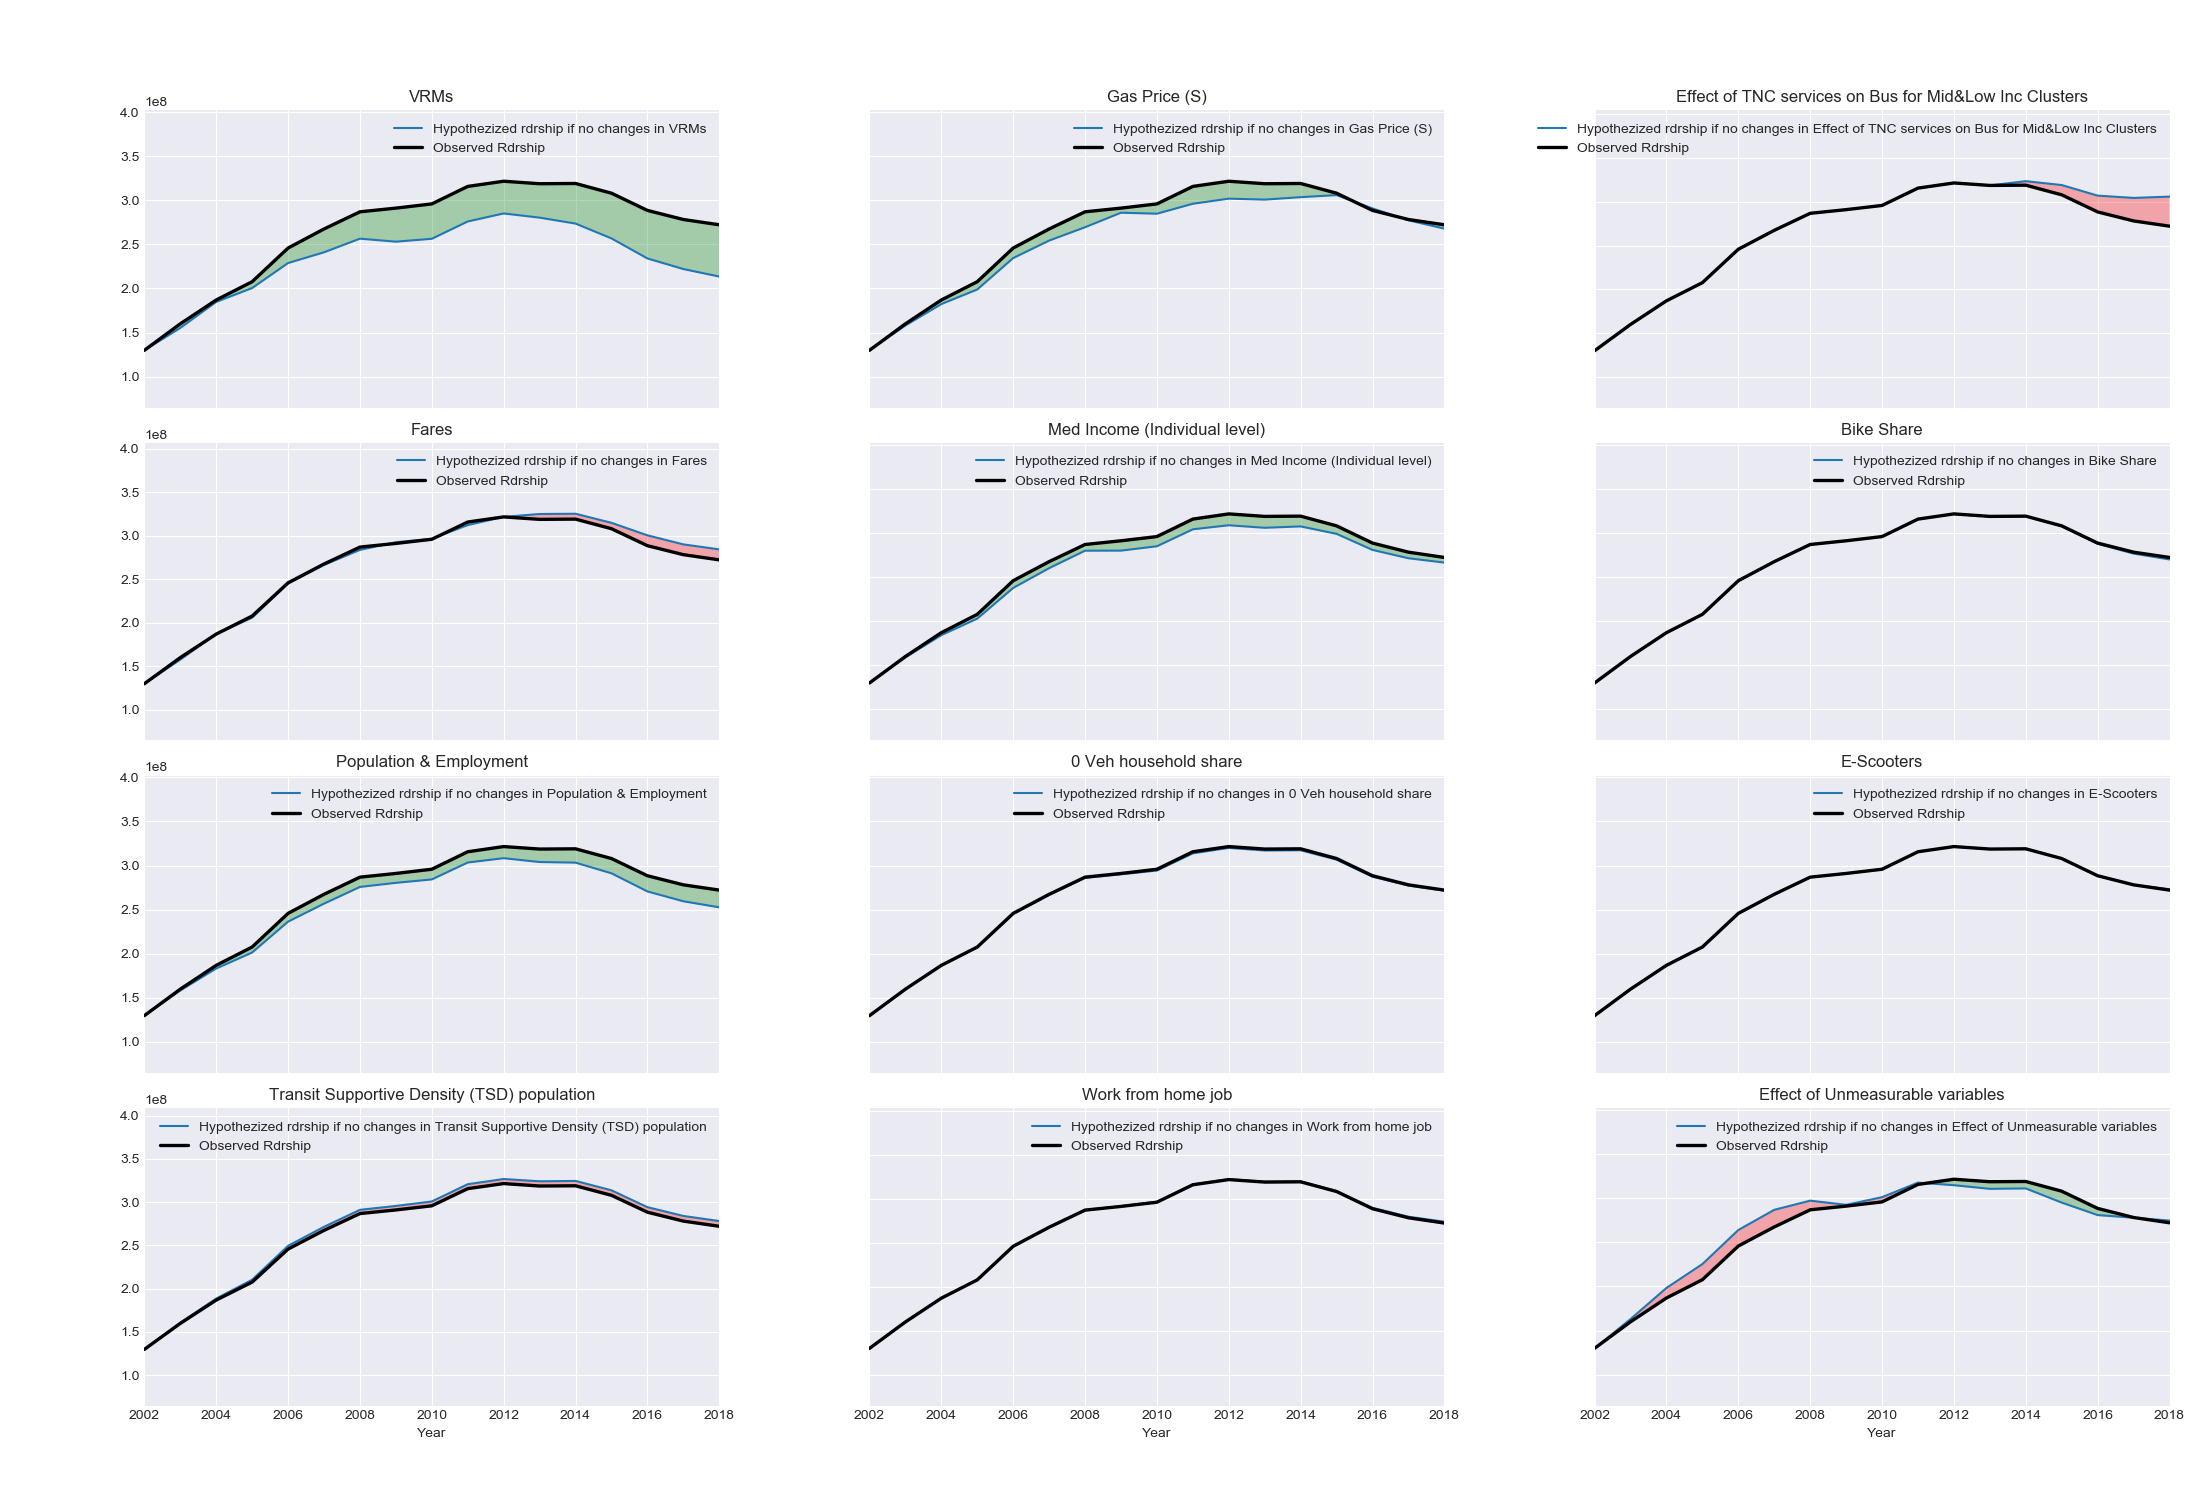 VRMs
1e8
Hypothezized rdrship if no changes in VRMs
Observed Rdrship
4.0
3.5
3.0
2.5
2.0
1.5
1.0
Gas Price (S)
Hypothezized rdrship if no changes in Gas Price (S)
Observed Rdrship
Effect of TNC services on Bus for Mid&Low Inc Clusters
Hypothezized rdrship if no changes in Effect of TNC services on Bus for Mid&Low Inc Clusters
Observed Rdrship
Fares
1e8
Hypothezized rdrship if no changes in Fares
Observed Rdrship
4.0
3.5
3.0
2.5
2.0
1.5
1.0
Med Income (Individual level)
Hypothezized rdrship if no changes in Med Income (Individual level)
Observed Rdrship
Bike Share
Hypothezized rdrship if no changes in Bike Share
Observed Rdrship
Population & Employment
1e8
Hypothezized rdrship if no changes in Population & Employment
Observed Rdrship
4.0
3.5
3.0
2.5
2.0
1.5
1.0
0 Veh household share
Hypothezized rdrship if no changes in 0 Veh household share
Observed Rdrship
E-Scooters
Hypothezized rdrship if no changes in E-Scooters
Observed Rdrship
Transit Supportive Density (TSD) population
1e8
Hypothezized rdrship if no changes in Transit Supportive Density (TSD) population
Observed Rdrship
4.0
3.5
3.0
2.5
2.0
1.5
1.0
2002 2004 2006 2008 2010 2012 2014 2016 2018
Year
Work from home job
Hypothezized rdrship if no changes in Work from home job
Observed Rdrship
2002 2004 2006 2008 2010 2012 2014 2016 2018
Year
Effect of Unmeasurable variables
Hypothezized rdrship if no changes in Effect of Unmeasurable variables
Observed Rdrship
2002 2004 2006 2008 2010 2012 2014 2016 2018
Year